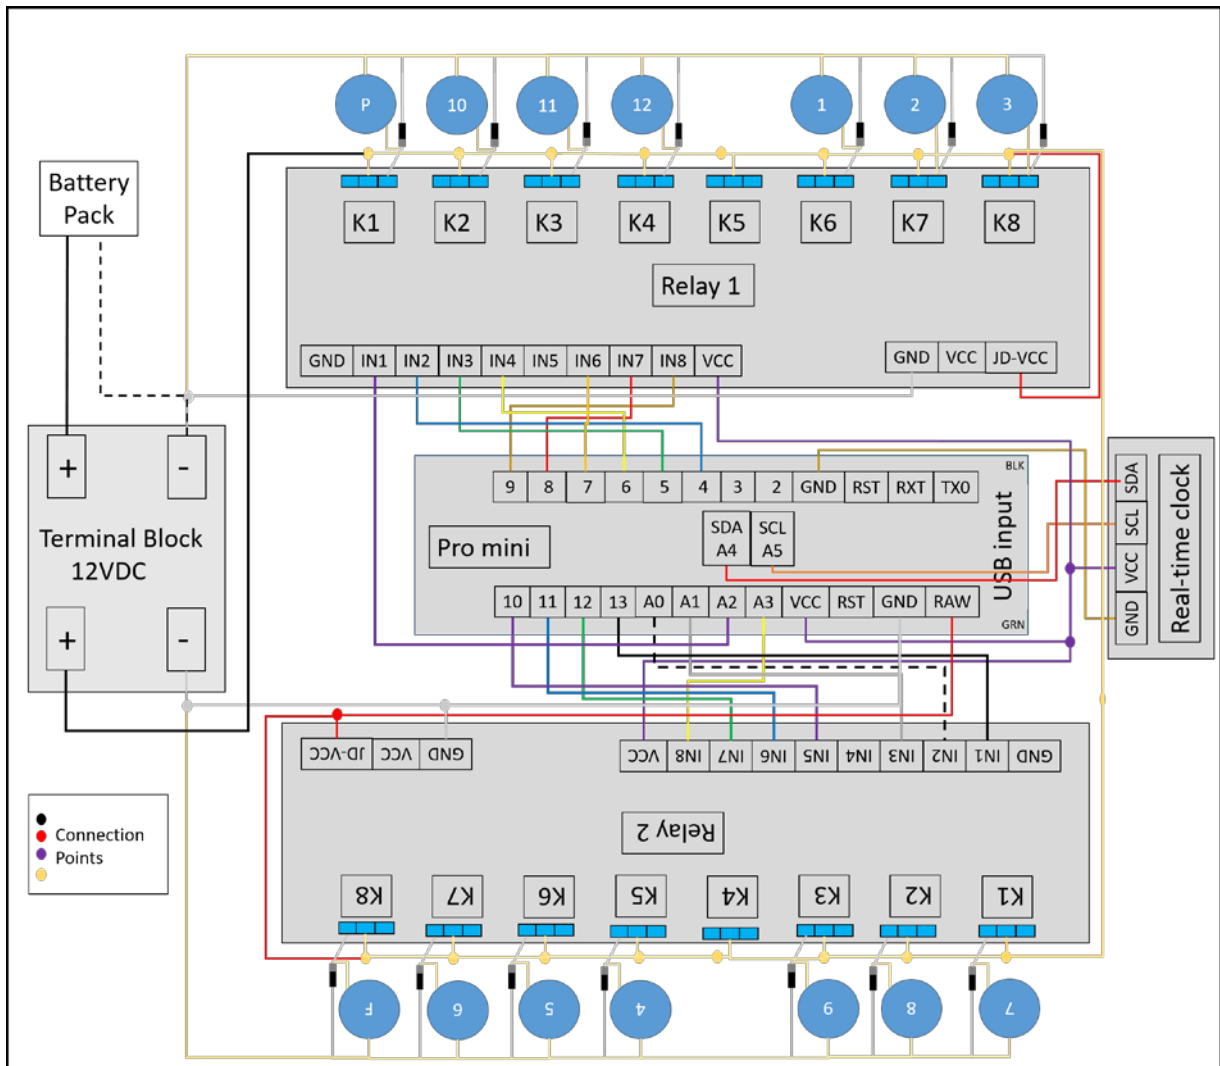 P 10 11 12 1 2 3
Battery
Pack
K1 K2 K3 K4 K5 K6 K7 K8
Relay 1
GND IN1 IN2 IN3 IN4 IN5 IN6 IN7 IN8 VCC
GND VCC JD-VCC
+ -
Terminal Block
12VDC
+ -
BLK
9 8 7 6 5 4 3 2 GND RST RXT TX0
SDA
A4
SCL
A5
Pro mini
USB input
10 11 12 13 A0 A1 A2 A3 VCC RST GND RAW
GRN
SDA
SCL
VCC
GND
Real-time clock
JD-VCC VCC GND
VCC IN8 IN7 IN6 IN5 IN4 IN3 IN2 IN1 GND
Connection
Points
Relay 2
K8 K7 K6 K5 K4 K3 K2 K1
F 6 5 4 9 8 7